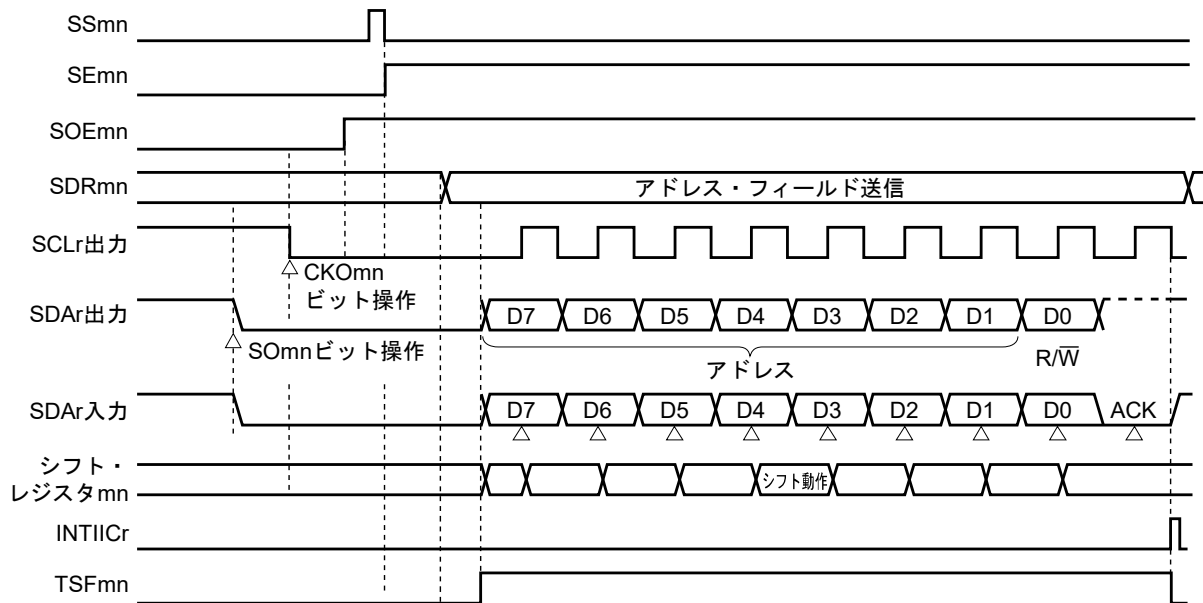 SSmn
SEmn
SOEmn
SDRmn
アドレス・フィールド送信
SCLr出力
CKOmn
ビット操作
SDAr出力
D7 D6 D5 D4 D3 D2 D1 D0
SOmnビット操作
アドレス
R/W̅
SDAr入力
D7 D6 D5 D4 D3 D2 D1 D0 ACK
シフト・
レジスタmn
シフト動作
INTIICr
TSFmn